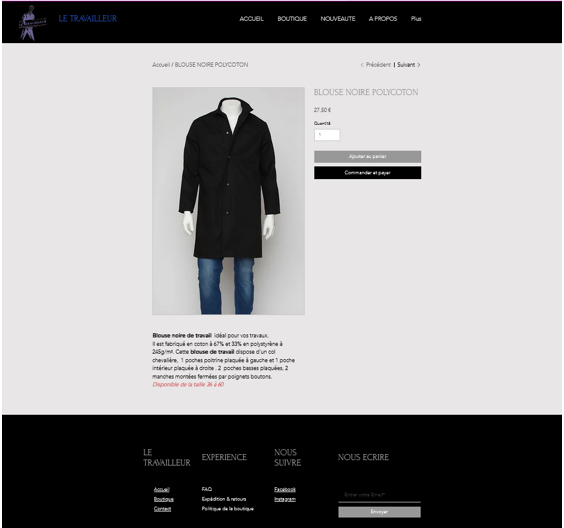 LE TRAVAILLEUR
ACCUEIL BOUTIQUE NOUVEAUTE A PROPOS Plus
Accueil / BLOUSE NOIRE POLYCOTON
< Précédent | Suivant >
BLOUSE NOIRE POLYCOTON
27,50 €
Quantité
1
Ajouter au panier
Commander et payer
Blouse noire de travail idéal pour vos travaux.
Il est fabriqué en coton à 67% et 33% en polystyrène à
245g/m². Cette blouse de travail dispose d'un col
chevalière, 1 poches poitrine plaquée à gauche et 1 poche
intérieur plaquée à droite . 2 poches basses plaquées, 2
manches montées fermées par poignets boutons.
Disponible de la taille 36 à 60
LE
TRAVAILLEUR
Accueil
Boutique
Contact
EXPERIENCE
FAQ
Expédition & retours
Politique de la boutique
NOUS
SUIVRE
Facebook
Instagram
NOUS ECRIRE
Entrer votre Email*
Envoyer